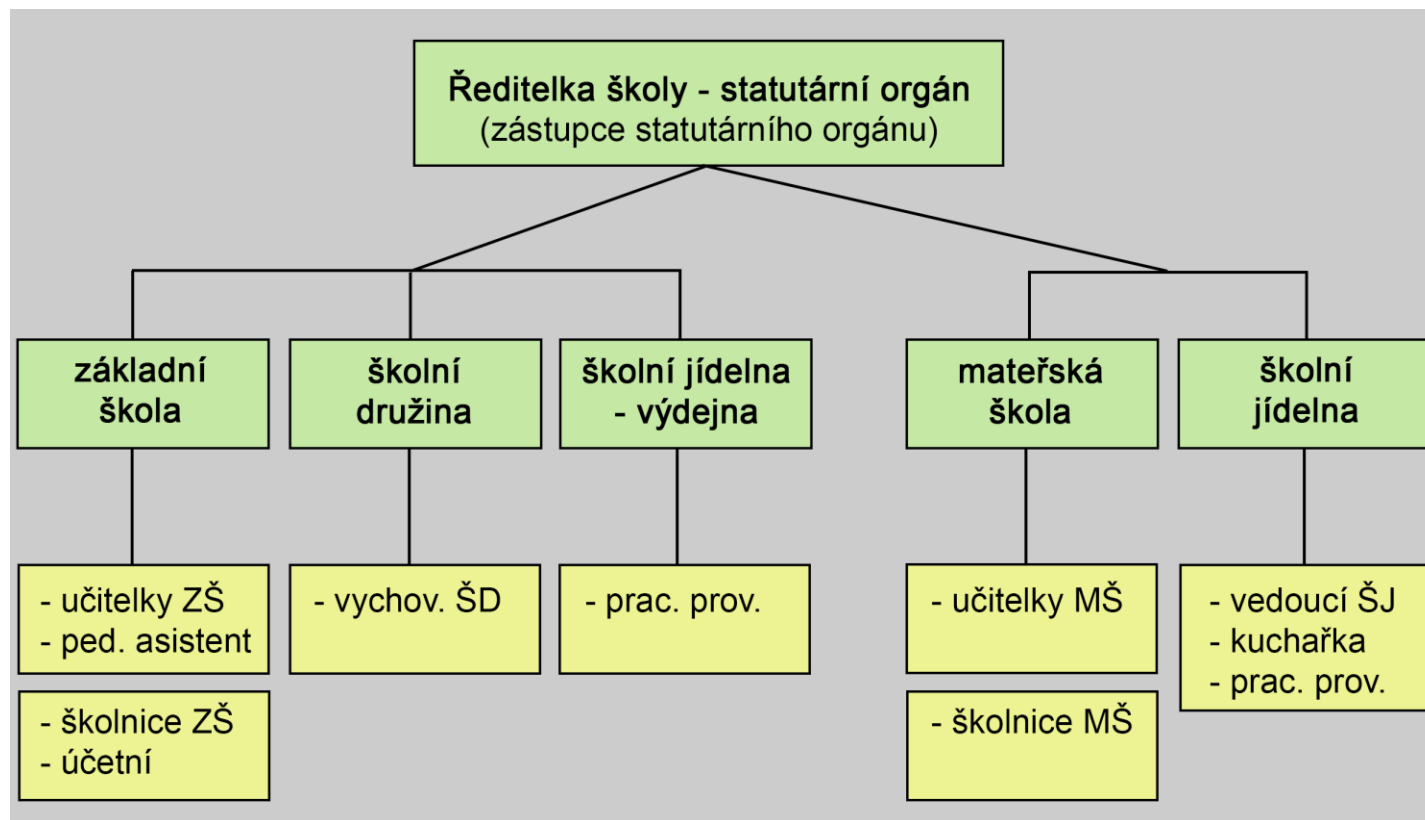 Ředitelka školy - statutární orgán
(zástupce statutárního orgánu)
základní
škola
školní
družina
školní jídelna
- výdejna
mateřská
škola
školní
jídelna
- učitelky ZŠ
- ped. asistent
- vychov. ŠD
- prac. prov.
- učitelky MŠ
- vedoucí ŠJ
- kuchařka
- prac. prov.
- školnice ZŠ
- účetní
- školnice MŠ